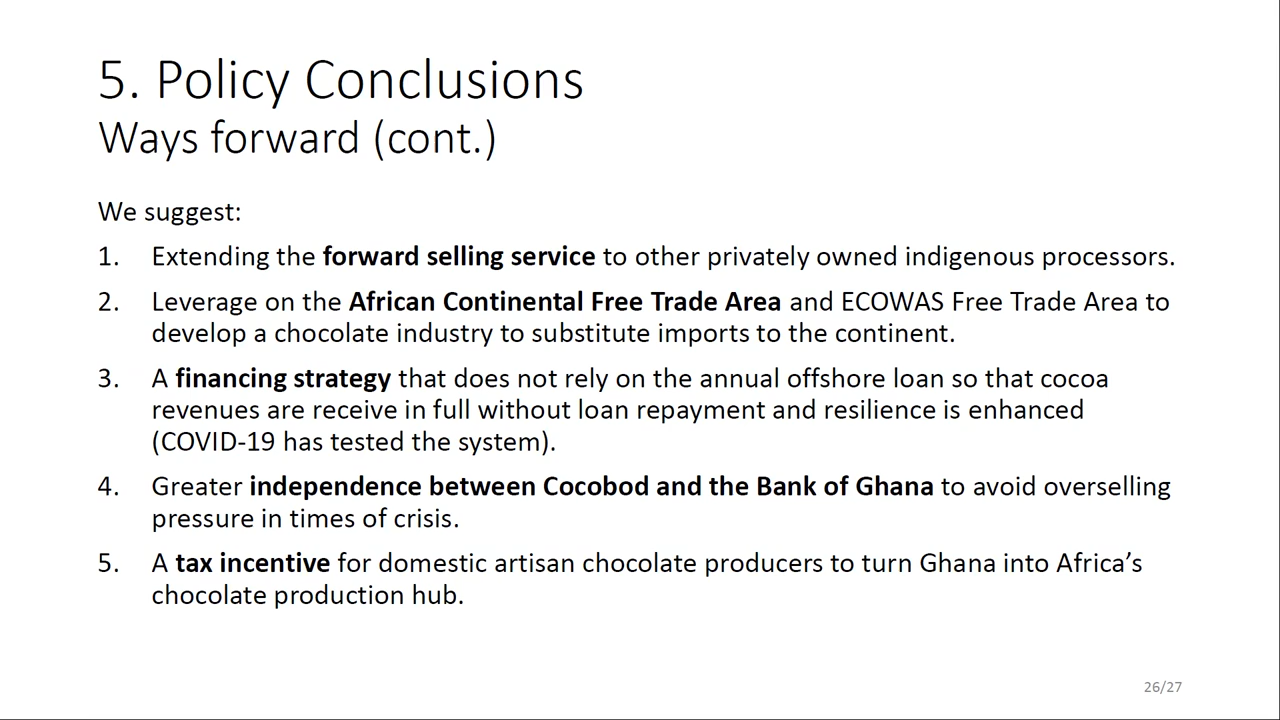 5. Policy Conclusions
Ways forward (cont.)
We suggest:
1. Extending the forward selling service to other privately owned indigenous processors.
2. Leverage on the African Continental Free Trade Area and ECOWAS Free Trade Area to
develop a chocolate industry to substitute imports to the continent.
3. A financing strategy that does not rely on the annual offshore loan so that cocoa
revenues are receive in full without loan repayment and resilience is enhanced
(COVID-19 has tested the system).
4. Greater independence between Cocobod and the Bank of Ghana to avoid overselling
pressure in times of crisis.
5. A tax incentive for domestic artisan chocolate producers to turn Ghana into Africa’s
chocolate production hub.
26/27